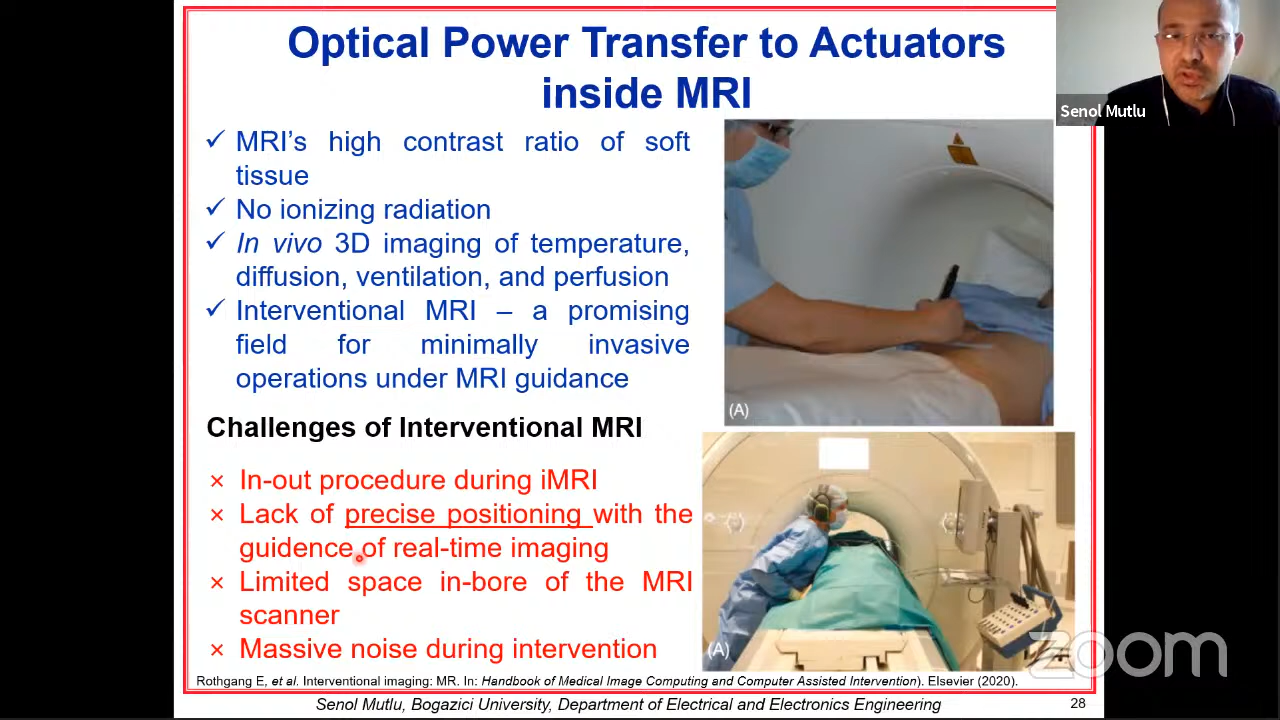 Optical Power Transfer to Actuators
inside MRI
Senol Mutlu
✓ MRI's high contrast ratio of soft
tissue
✓ No ionizing radiation
✓ In vivo 3D imaging of temperature,
diffusion, ventilation, and perfusion
✓ Interventional MRI – a promising
field for minimally invasive
operations under MRI guidance
(A)
Challenges of Interventional MRI
× In-out procedure during iMRI
× Lack of precise positioning with the
guidence of real-time imaging
× Limited space in-bore of the MRI
scanner
× Massive noise during intervention
(A)
zoom
Rothgang E, et al. Interventional imaging: MR. In: Handbook of Medical Image Computing and Computer Assisted Intervention). Elsevier (2020).
Senol Mutlu, Bogazici University, Department of Electrical and Electronics Engineering
28